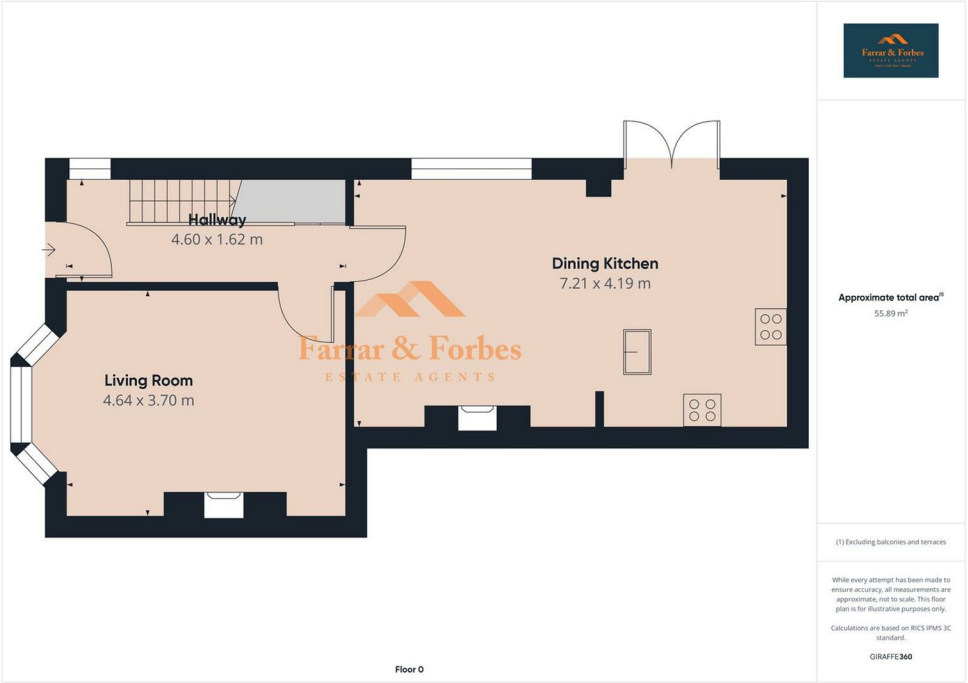 Farrar & Forbes
ESTATE AGENTS
Hallway
4.60 x 1.62 m
Dining Kitchen
7.21 x 4.19 m
Farrar & Forbes
ESTATE AGENTS
Living Room
4.64 x 3.70 m
Floor 0
Approximate total area(1)
55.89 m²
(1) Excluding balconies and terraces
While every attempt has been made to
ensure accuracy, all measurements are
approximate, not to scale. This floor
plan is for illustrative purposes only.
Calculations are based on RICS IPMS 3C
standard.
GIRAFFE360